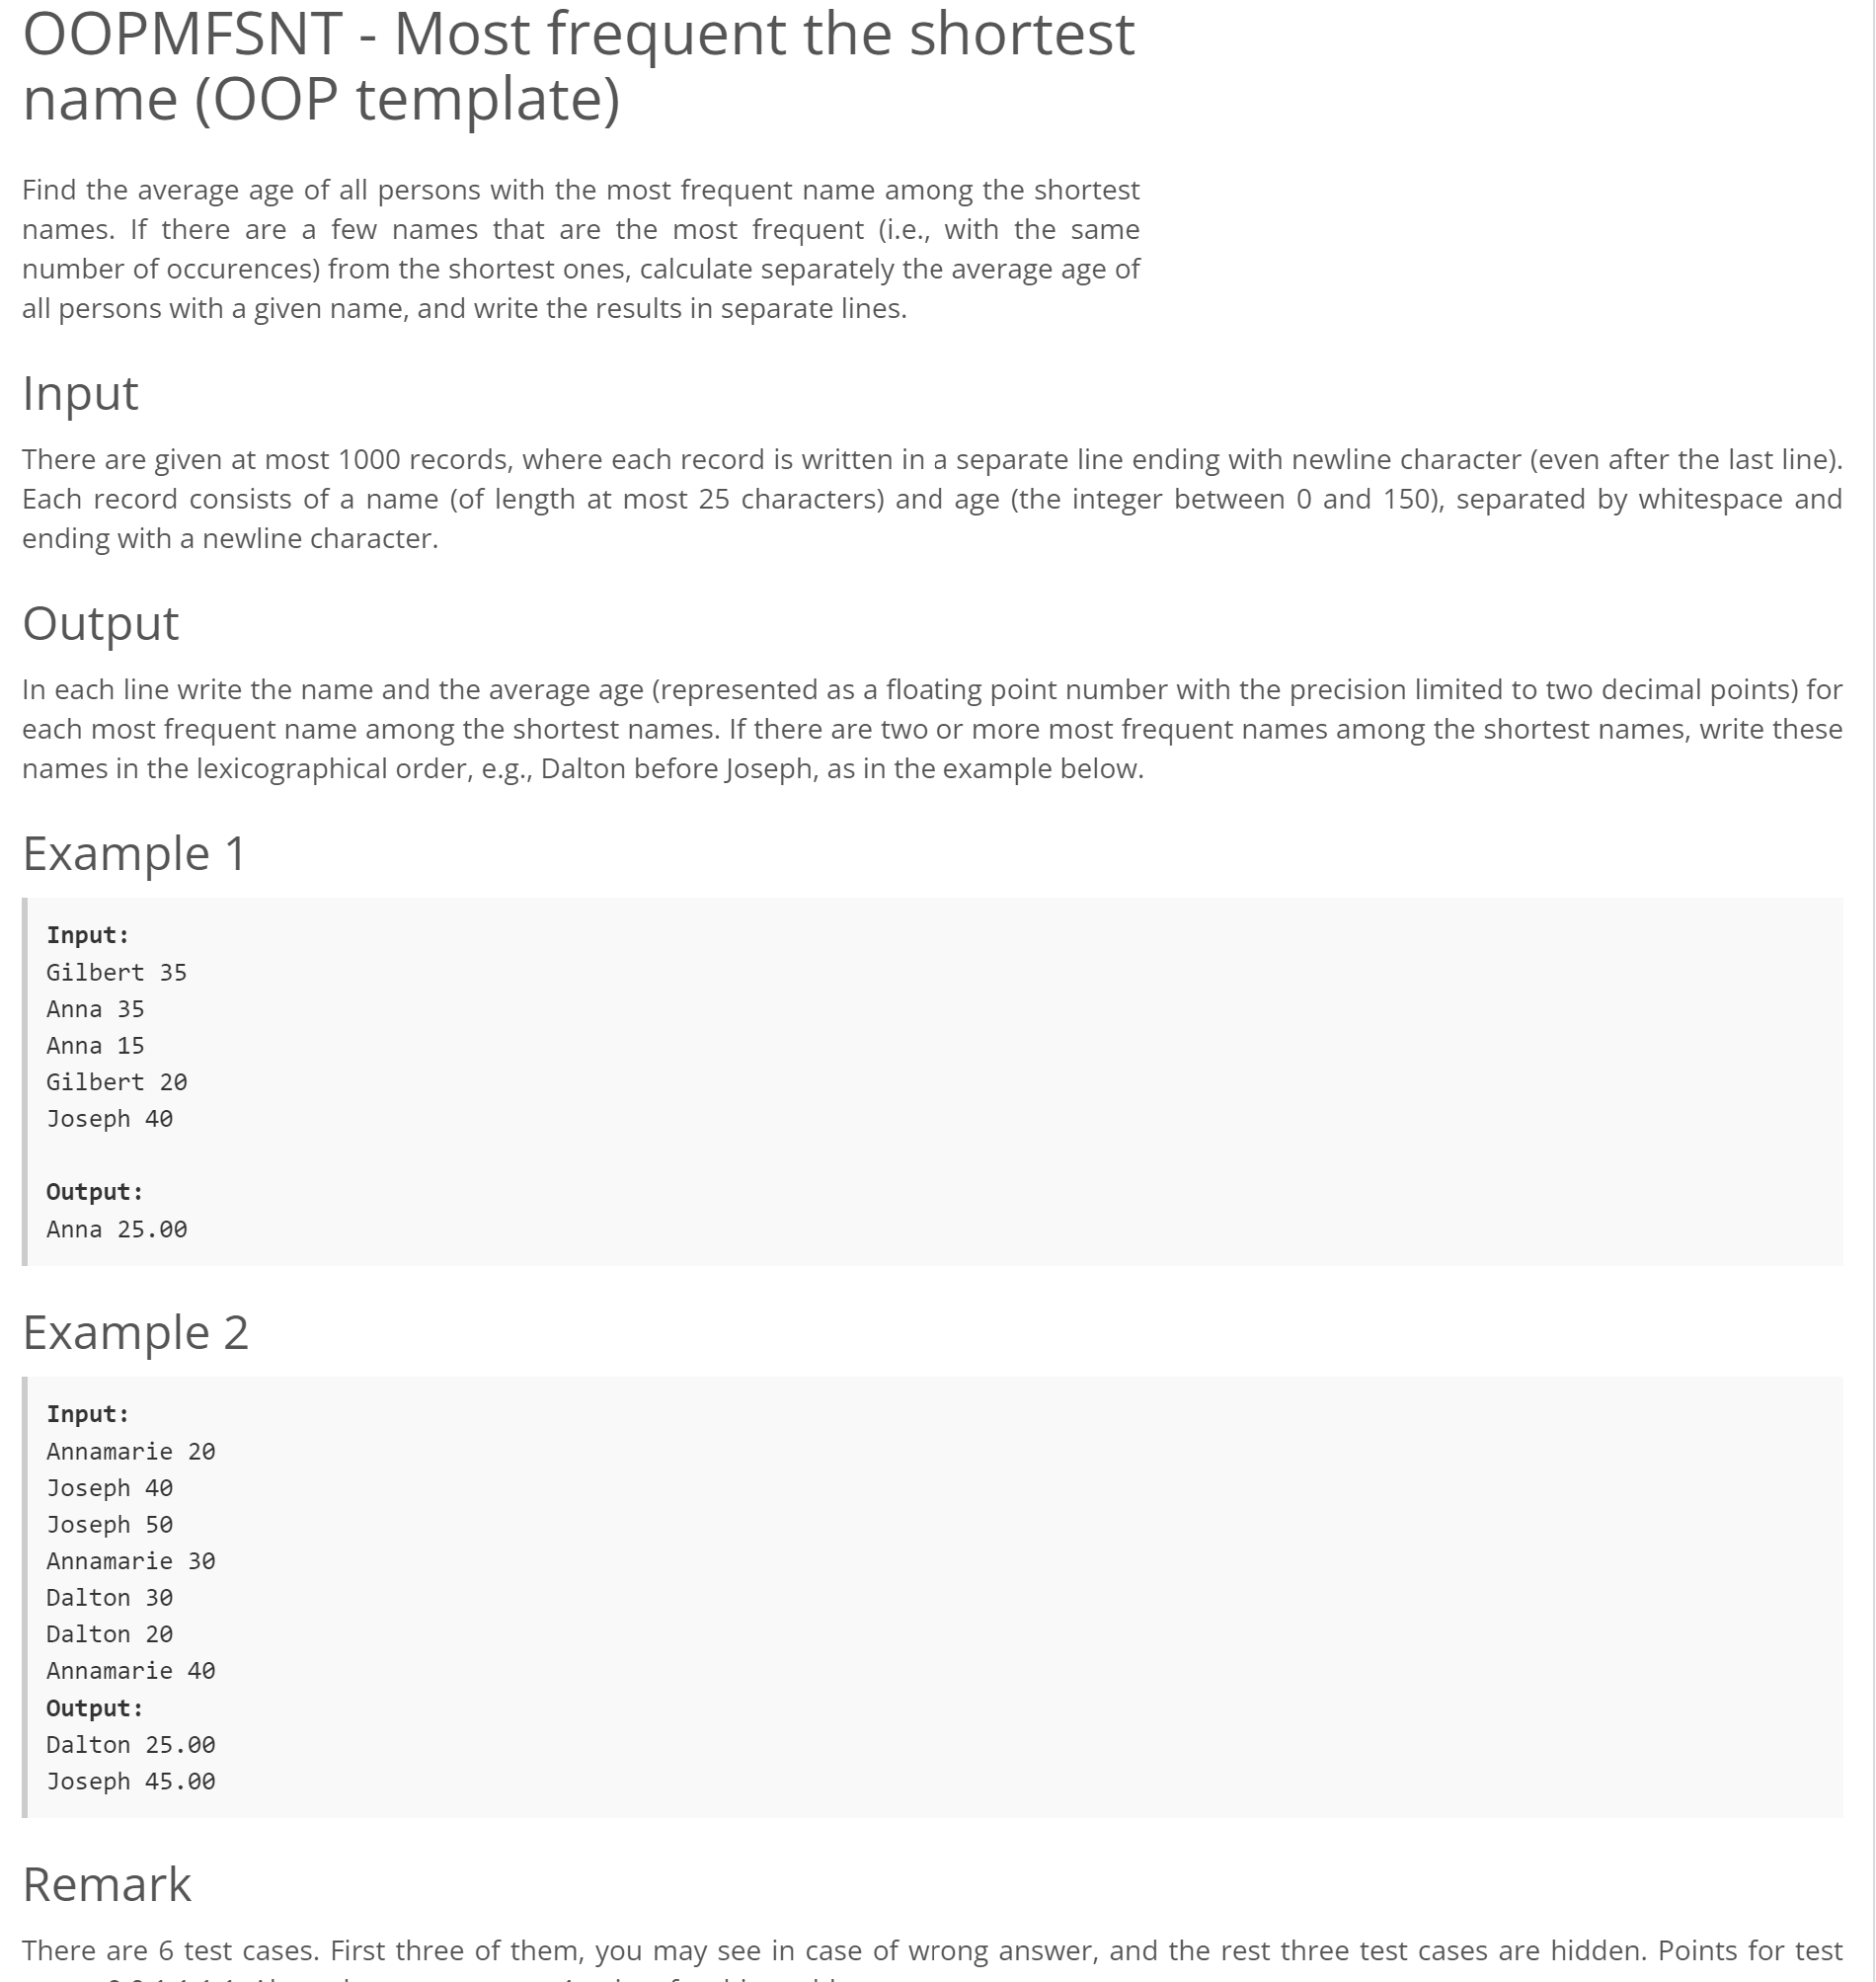 OOPMFSNT - Most frequent the shortest
name (OOP template)
Find the average age of all persons with the most frequent name among the shortest
names. If there are a few names that are the most frequent (i.e., with the same
number of occurences) from the shortest ones, calculate separately the average age of
all persons with a given name, and write the results in separate lines.
Input
There are given at most 1000 records, where each record is written in a separate line ending with newline character (even after the last line).
Each record consists of a name (of length at most 25 characters) and age (the integer between 0 and 150), separated by whitespace and
ending with a newline character.
Output
In each line write the name and the average age (represented as a floating point number with the precision limited to two decimal points) for
each most frequent name among the shortest names. If there are two or more most frequent names among the shortest names, write these
names in the lexicographical order, e.g., Dalton before Joseph, as in the example below.
Example 1
Input:
Gilbert 35
Anna 35
Anna 15
Gilbert 20
Joseph 40
Output:
Anna 25.00
Example 2
Input:
Annamarie 20
Joseph 40
Joseph 50
Annamarie 30
Dalton 30
Dalton 20
Annamarie 40
Output:
Dalton 25.00
Joseph 45.00
Remark
There are 6 test cases. First three of them, you may see in case of wrong answer, and the rest three test cases are hidden. Points for test